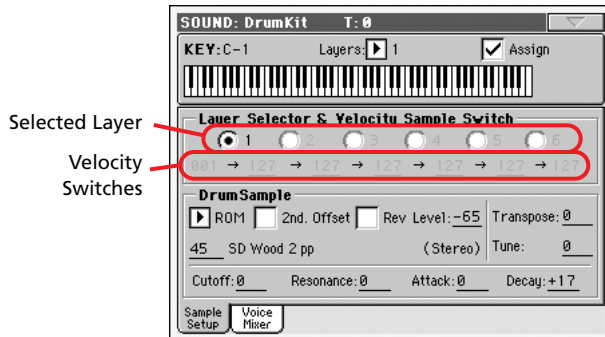 SOUND: DrumKit T: 0
KEY: C-1 Layers: 1 Assign
Selected Layer
Layer Selector & Velocity Sample Switch
1 2 3 4 5 6
Velocity Switches
001 → 127 → 127 → 127 → 127 → 127 → 127
DrumSample
ROM 2nd. Offset Rev Level: -65 Transpose: 0
45 SD Wood 2 pp (Stereo) Tune: 0
Cutoff: 0 Resonance: 0 Attack: 0 Decay: +17
Sample Setup Voice Mixer